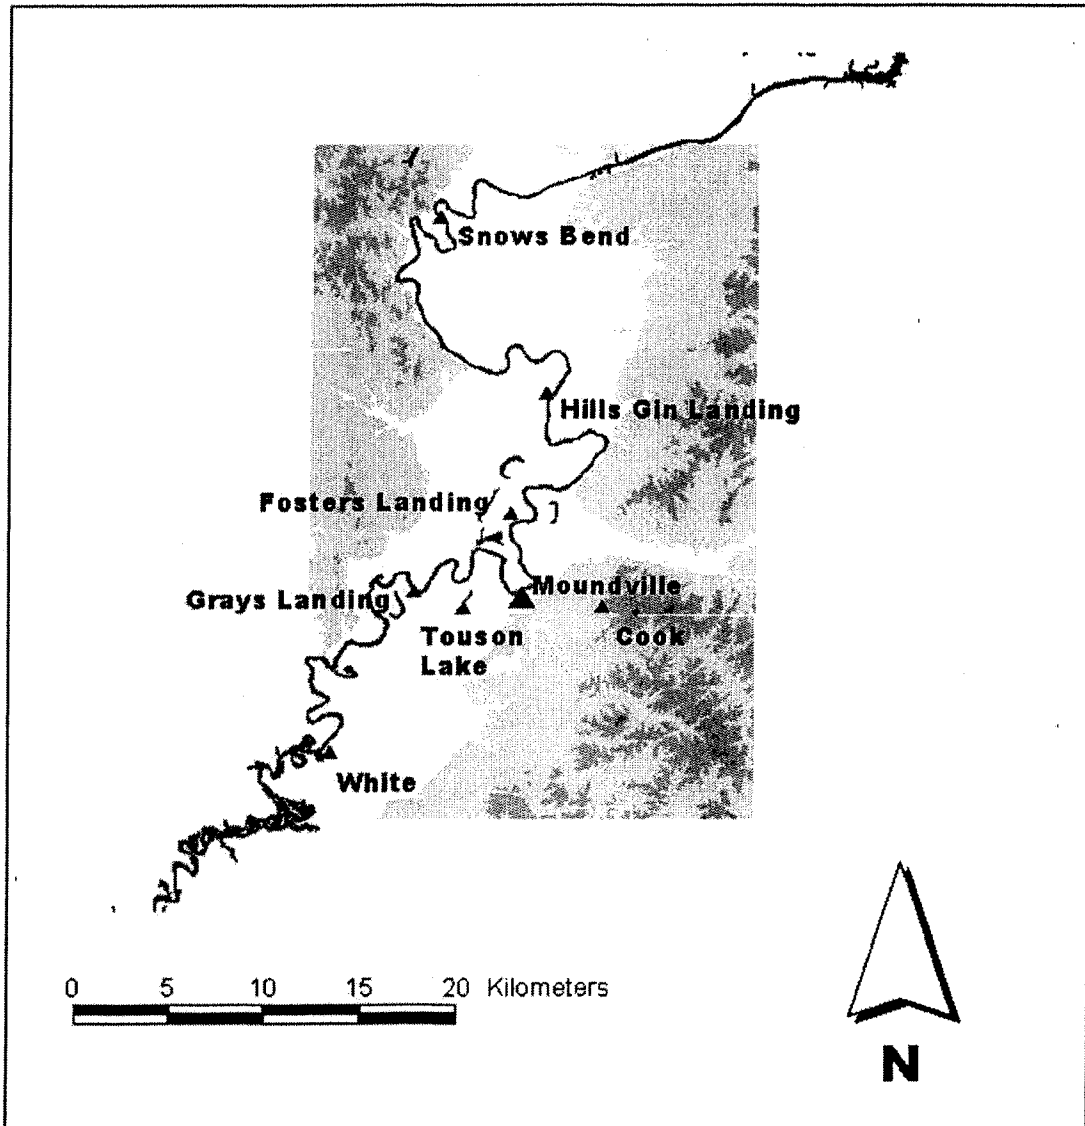 Snows Bend
Hills Gin Landing
Fosters Landing
Moundville
Grays Landing
Touson
Lake
Cook
White
0 5 10 15 20 Kilometers
N